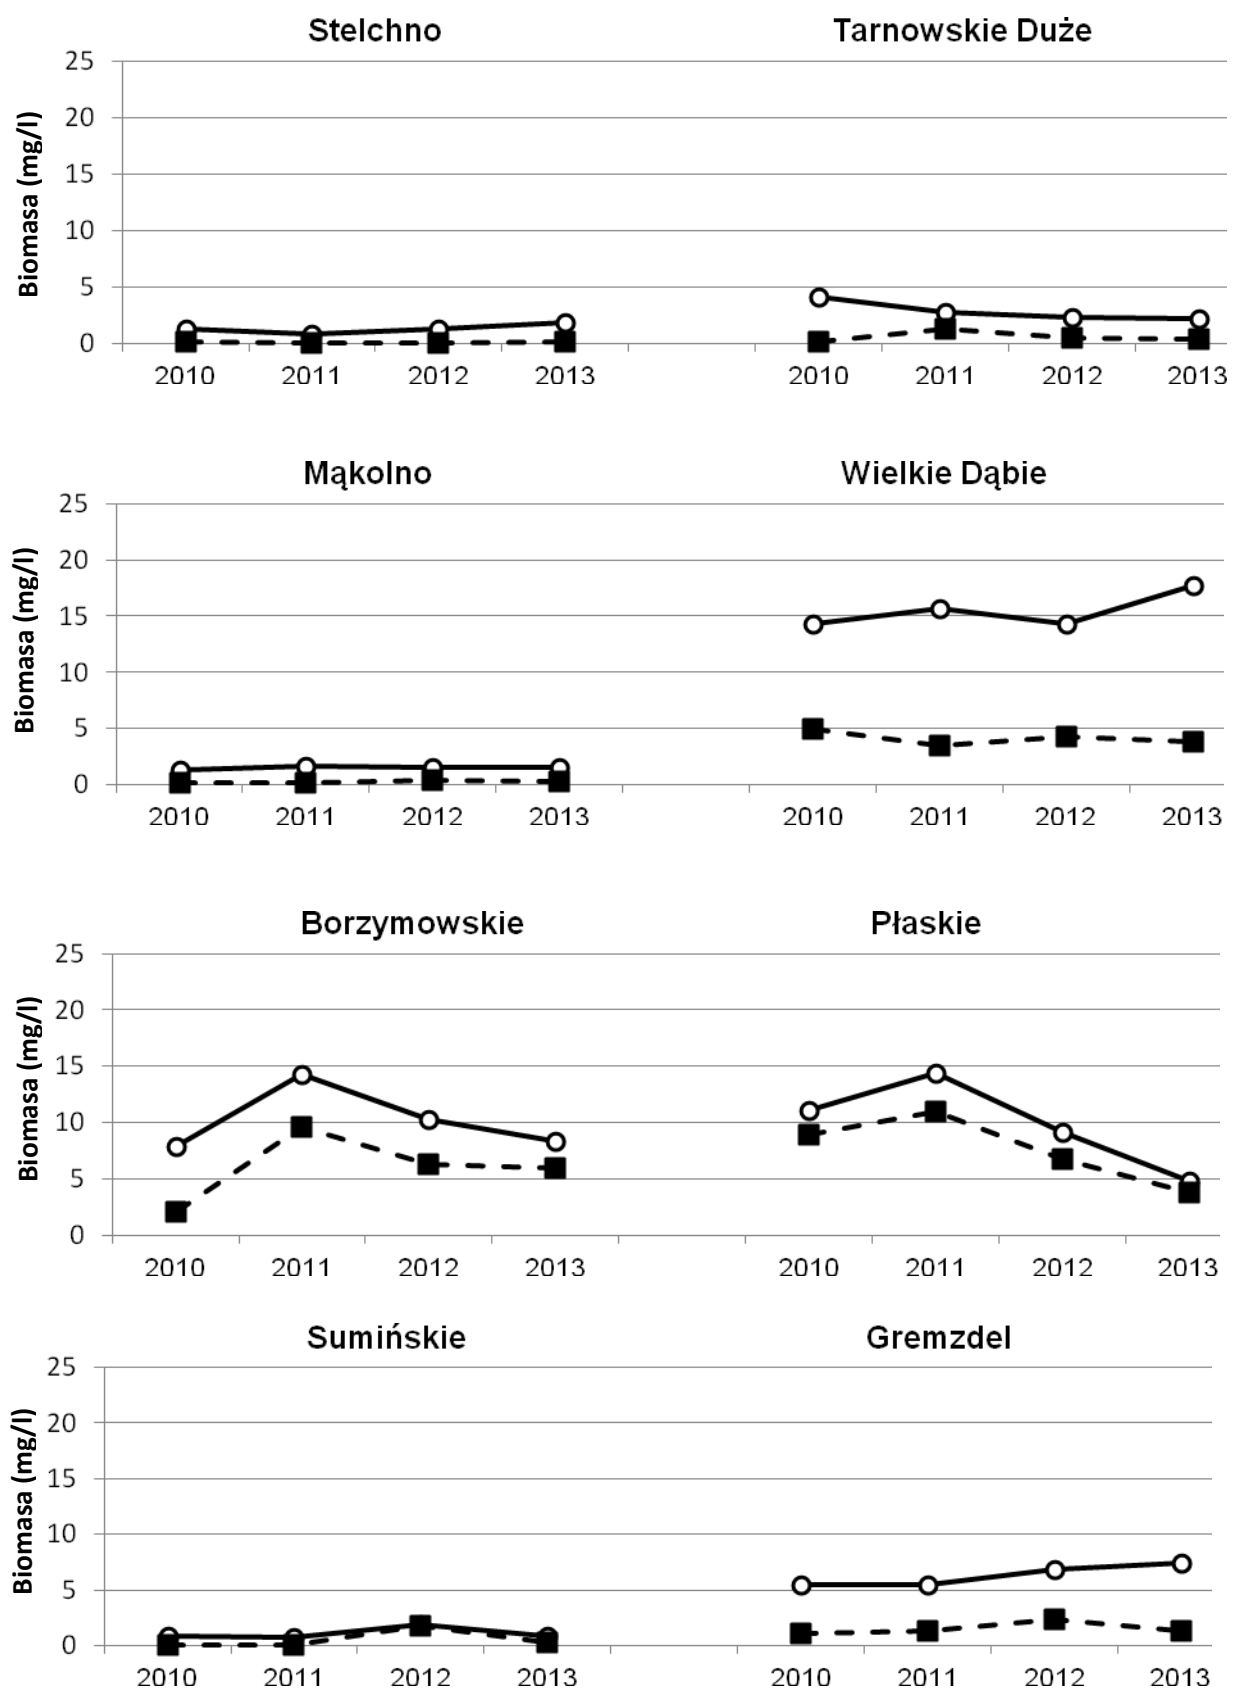 Stelchno Tarnowskie Duże
Biomasa (mg/l)
25
20
15
10
5
0
2010 2011 2012 2013 2010 2011 2012 2013
Mąkolno Wielkie Dąbie
Biomasa (mg/l)
25
20
15
10
5
0
2010 2011 2012 2013 2010 2011 2012 2013
Borzymowskie Płaskie
Biomasa (mg/l)
25
20
15
10
5
0
2010 2011 2012 2013 2010 2011 2012 2013
Sumińskie Gremzdel
Biomasa (mg/l)
25
20
15
10
5
0
2010 2011 2012 2013 2010 2011 2012 2013